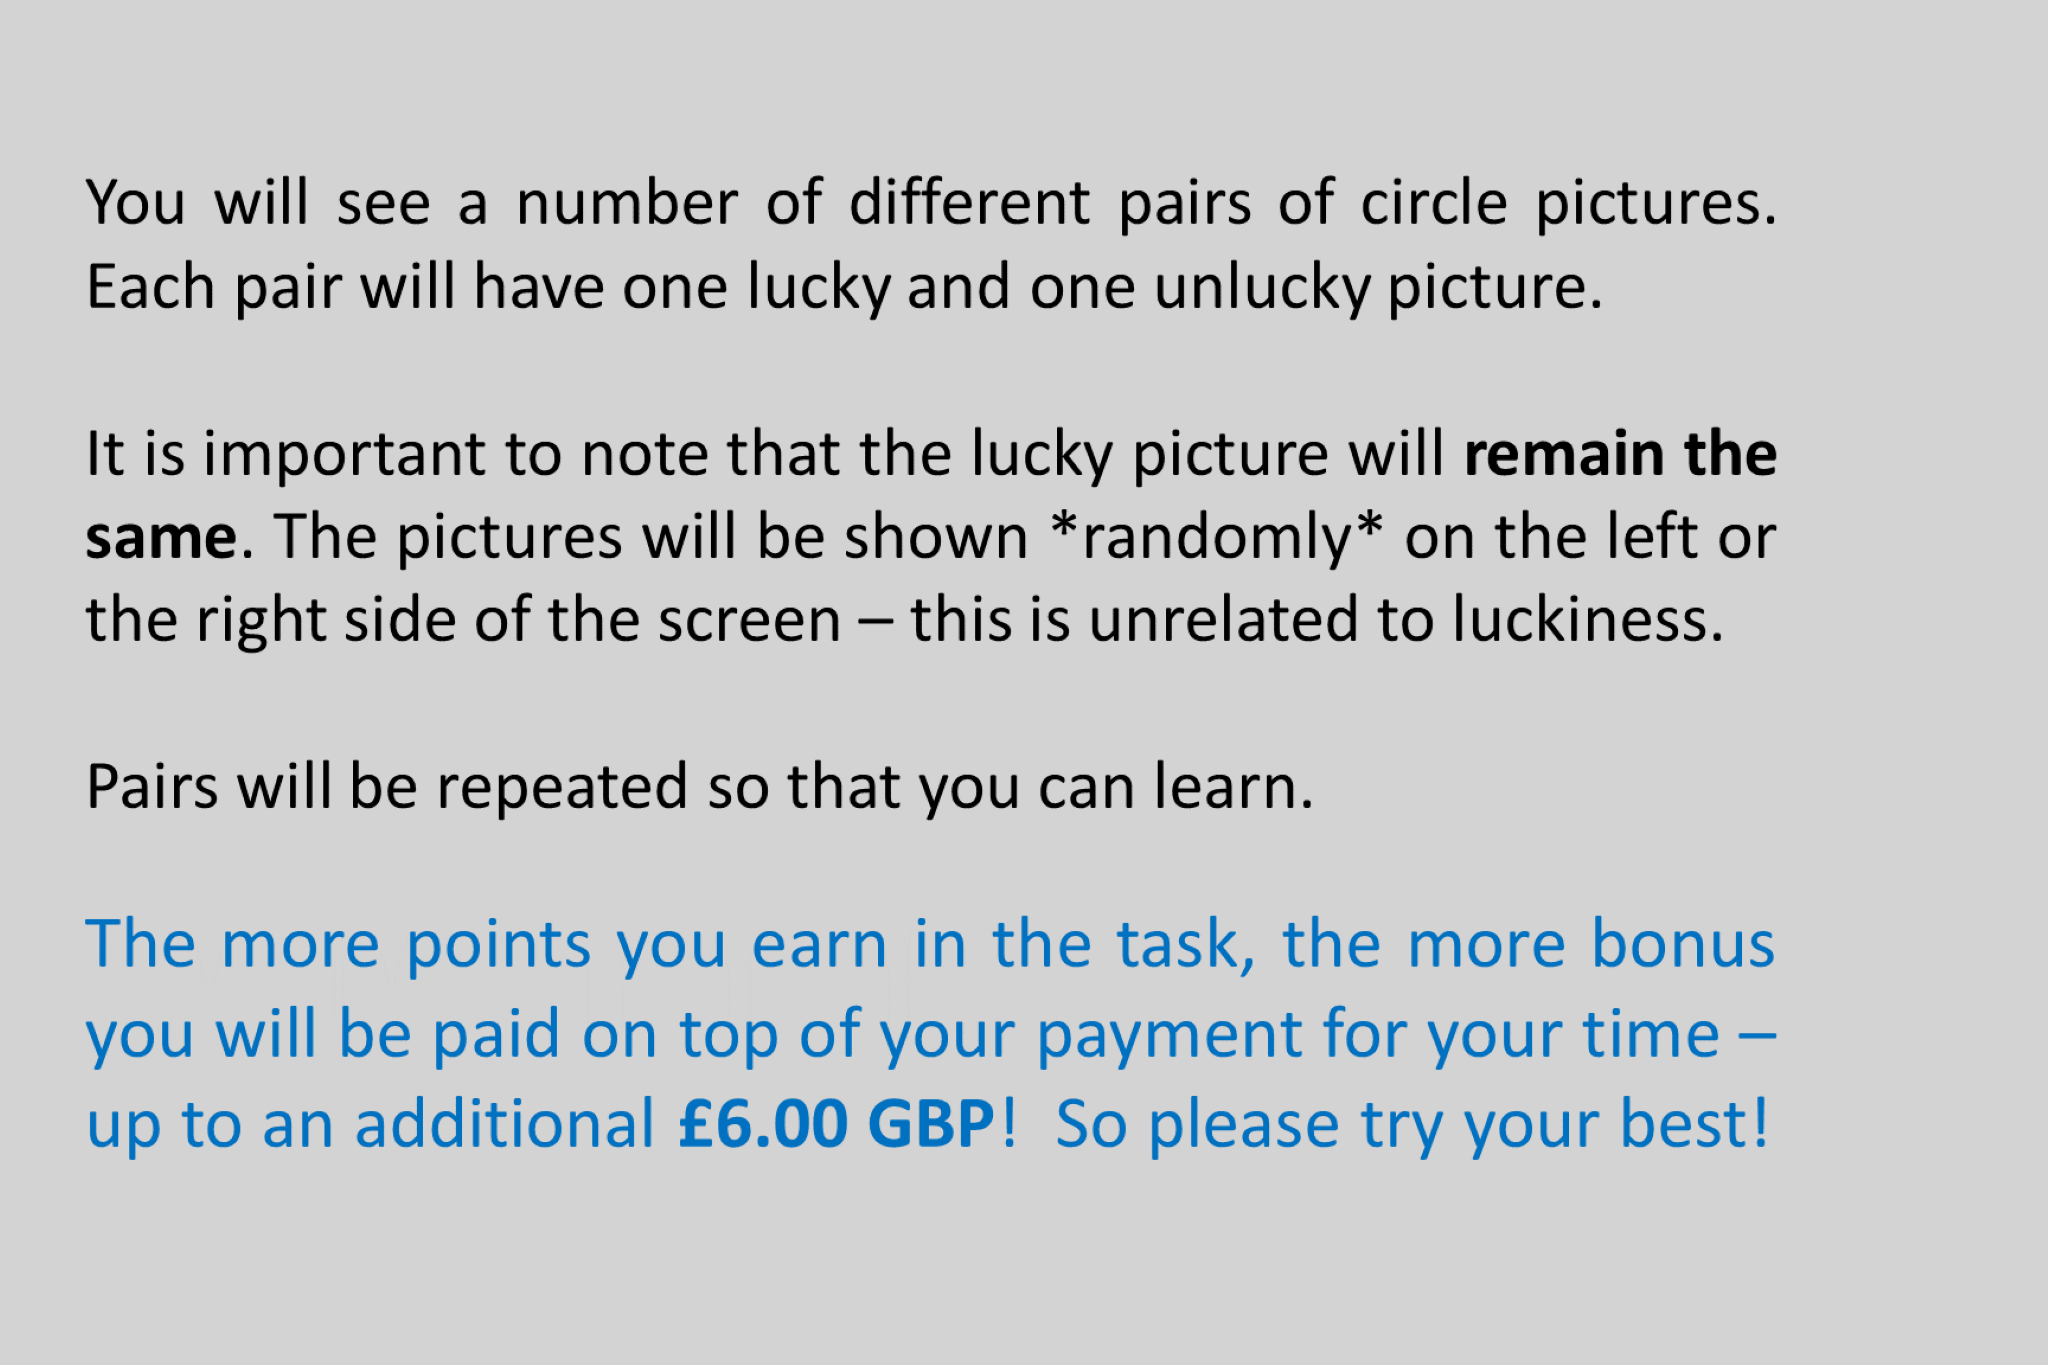 You will see a number of different pairs of circle pictures.
Each pair will have one lucky and one unlucky picture.
It is important to note that the lucky picture will remain the
same. The pictures will be shown *randomly* on the left or
the right side of the screen – this is unrelated to luckiness.
Pairs will be repeated so that you can learn.
The more points you earn in the task, the more bonus
you will be paid on top of your payment for your time –
up to an additional £6.00 GBP!  So please try your best!